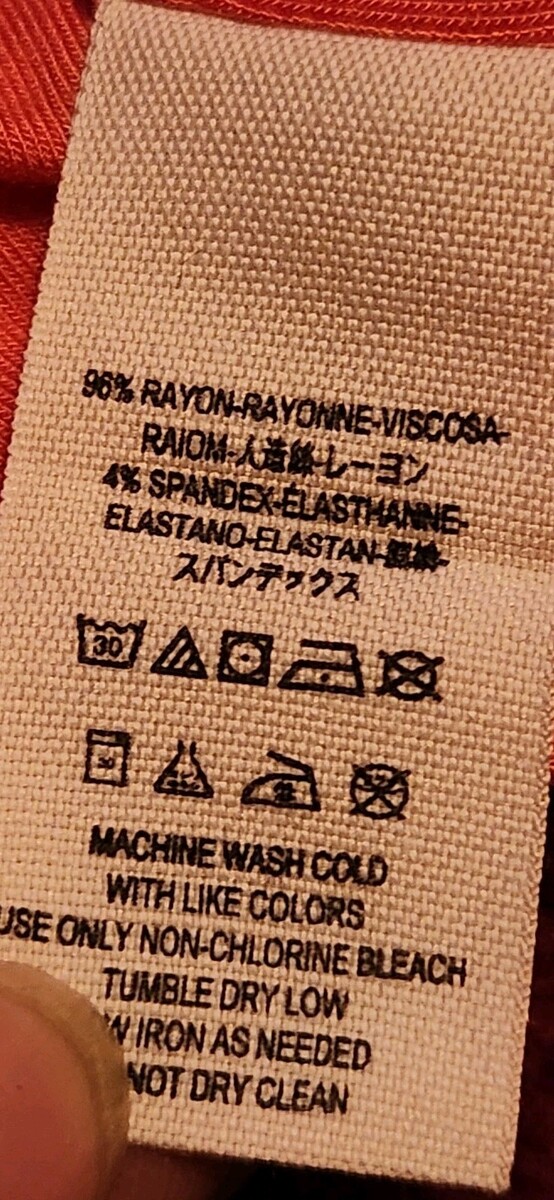 96% RAYON-RAYONNE-VISCOSA-
RAIOM-人造絲-レーヨン
4% SPANDEX-ÉLASTHANNE-
ELASTANO-ELASTAN-
スパンデックス
30
30
MACHINE WASH COLD
WITH LIKE COLORS
USE ONLY NON-CHLORINE BLEACH
TUMBLE DRY LOW
W IRON AS NEEDED
NOT DRY CLEAN